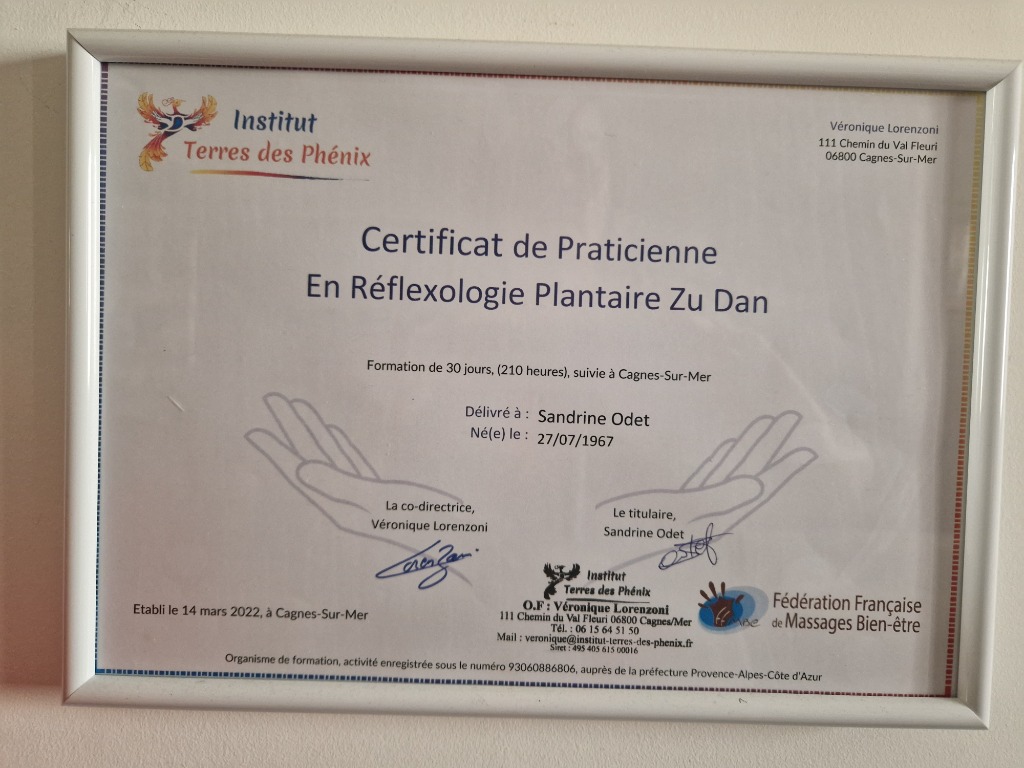 Institut
Terres des Phénix
Véronique Lorenzoni
111 Chemin du Val Fleuri
06800 Cagnes-Sur-Mer
Certificat de Praticienne
En Réflexologie Plantaire Zu Dan
Formation de 30 jours, (210 heures), suivie à Cagnes-Sur-Mer
Délivré à : Sandrine Odet
Né(e) le : 27/07/1967
La co-directrice,
Véronique Lorenzoni
Le titulaire,
Sandrine Odet
Institut
Terres des Phénix
O.F : Véronique Lorenzoni
111 Chemin du Val Fleuri 06800 Cagnes/Mer
Tél. : 06 15 64 51 50
Mail : veronique@institut-terres-des-phenix.fr
Siret : 495 405 615 00016
Fédération Française
de Massages Bien-être
Etabli le 14 mars 2022, à Cagnes-Sur-Mer
Organisme de formation, activité enregistrée sous le numéro 93060886806, auprès de la préfecture Provence-Alpes-Côte d'Azur